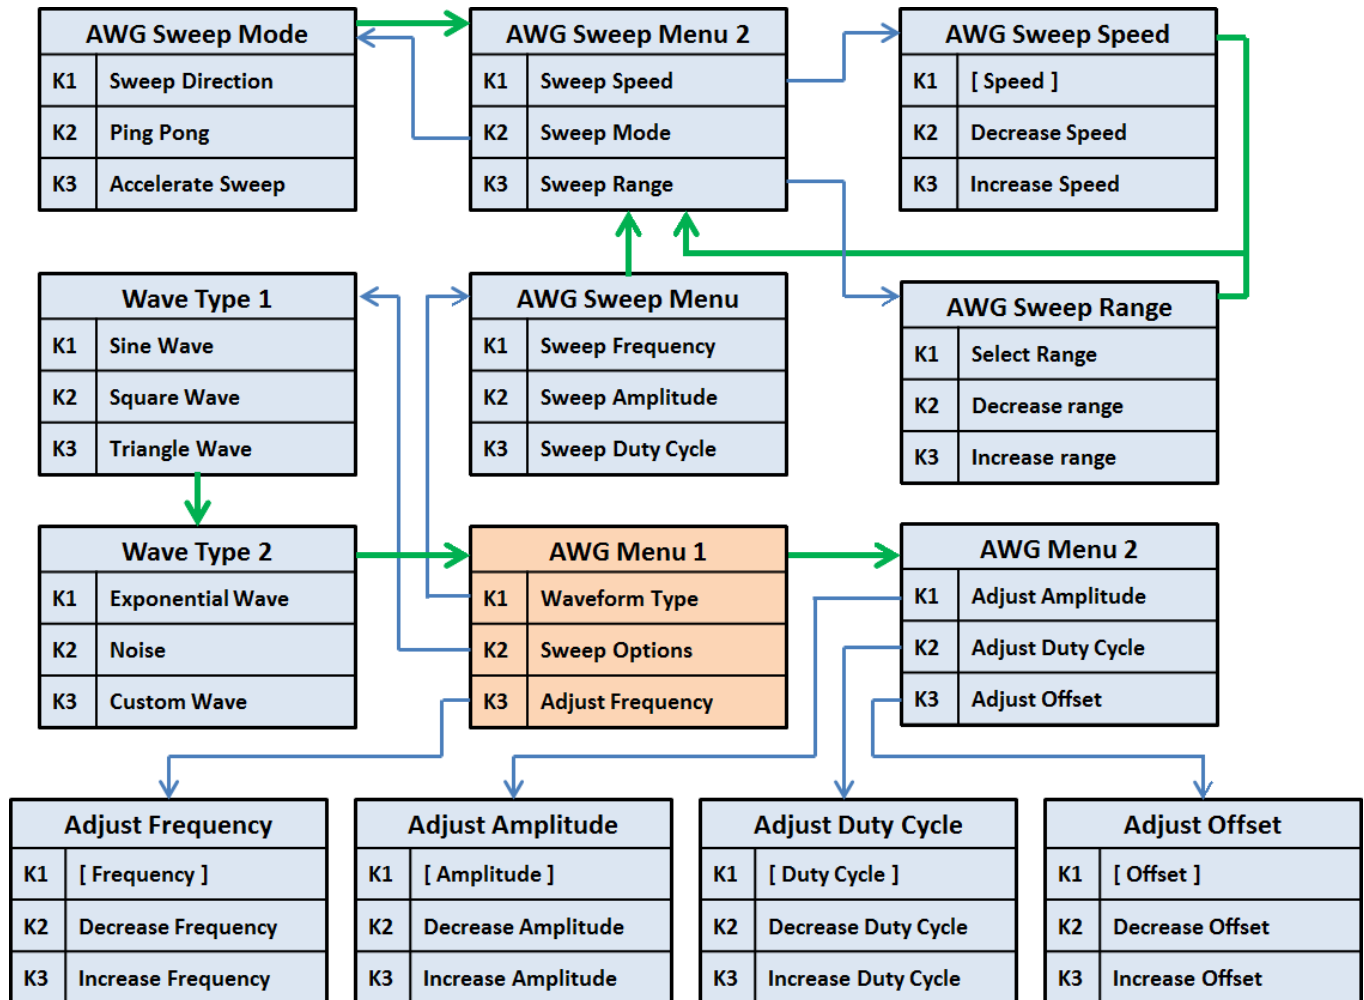 AWG Sweep Mode
K1 Sweep Direction
K2 Ping Pong
K3 Accelerate Sweep
AWG Sweep Menu 2
K1 Sweep Speed
K2 Sweep Mode
K3 Sweep Range
AWG Sweep Speed
K1 [ Speed ]
K2 Decrease Speed
K3 Increase Speed
Wave Type 1
K1 Sine Wave
K2 Square Wave
K3 Triangle Wave
AWG Sweep Menu
K1 Sweep Frequency
K2 Sweep Amplitude
K3 Sweep Duty Cycle
AWG Sweep Range
K1 Select Range
K2 Decrease range
K3 Increase range
Wave Type 2
K1 Exponential Wave
K2 Noise
K3 Custom Wave
AWG Menu 1
K1 Waveform Type
K2 Sweep Options
K3 Adjust Frequency
AWG Menu 2
K1 Adjust Amplitude
K2 Adjust Duty Cycle
K3 Adjust Offset
Adjust Frequency
K1 [ Frequency ]
K2 Decrease Frequency
K3 Increase Frequency
Adjust Amplitude
K1 [ Amplitude ]
K2 Decrease Amplitude
K3 Increase Amplitude
Adjust Duty Cycle
K1 [ Duty Cycle ]
K2 Decrease Duty Cycle
K3 Increase Duty Cycle
Adjust Offset
K1 [ Offset ]
K2 Decrease Offset
K3 Increase Offset